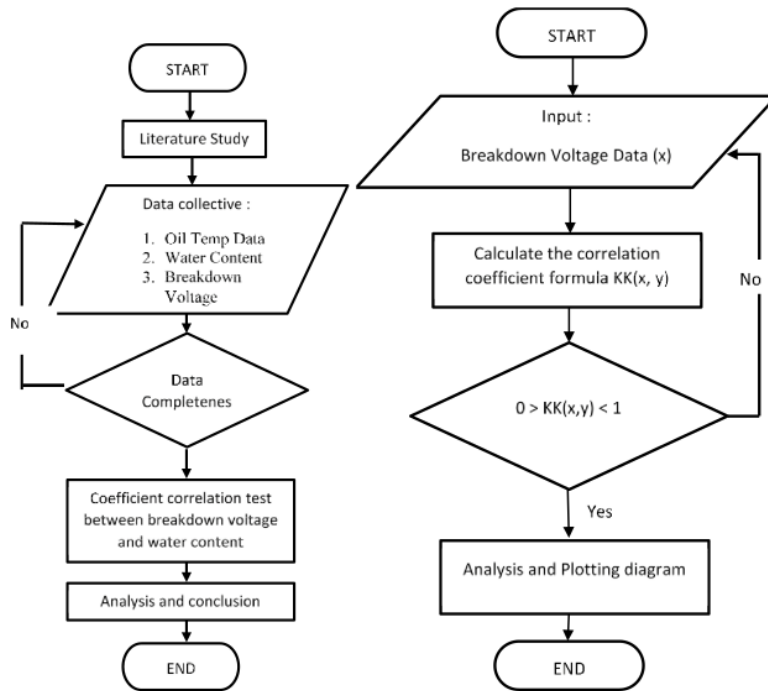 START
Literature Study
Data collective :
1. Oil Temp Data
2. Water Content
3. Breakdown
Voltage
No
Data
Completenes
Coefficient correlation test
between breakdown voltage
and water content
Analysis and conclusion
END
START
Input :
Breakdown Voltage Data (x)
Calculate the correlation
coefficient formula KK(x, y)
No
0 > KK(x,y) < 1
Yes
Analysis and Plotting diagram
END